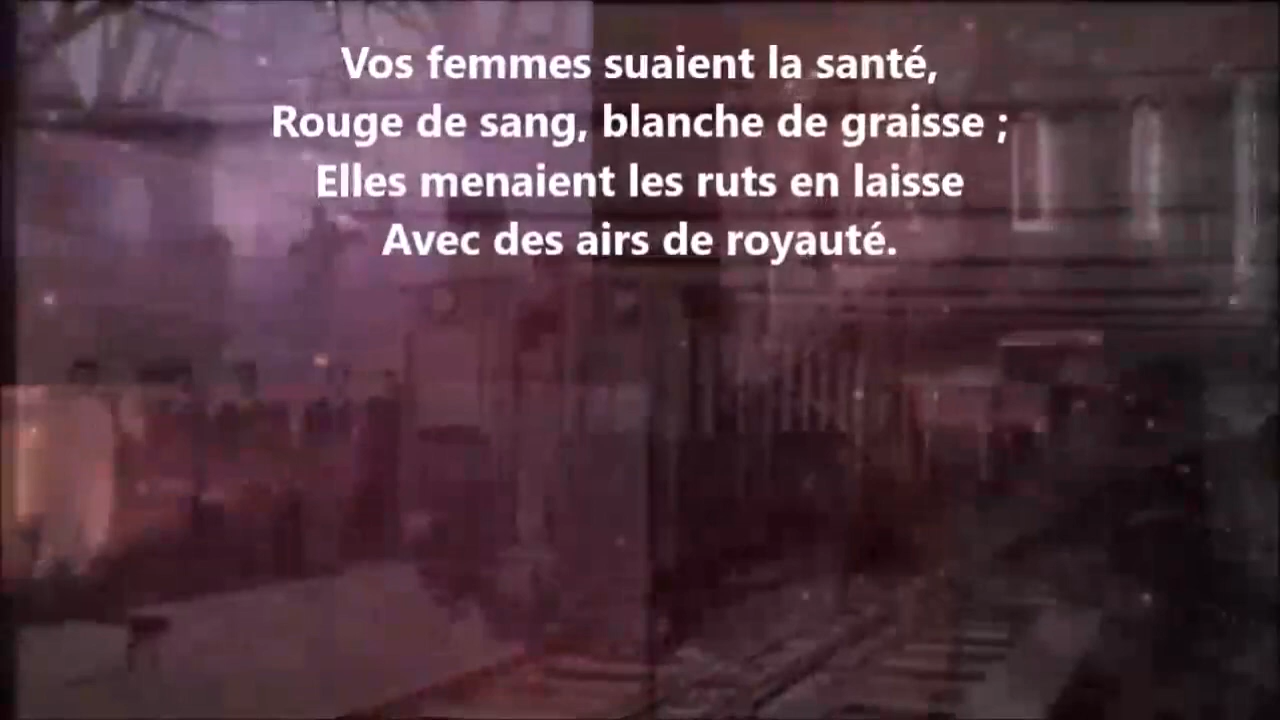 Vos femmes suaient la santé,
Rouge de sang, blanche de graisse ;
Elles menaient les ruts en laisse
Avec des airs de royauté.